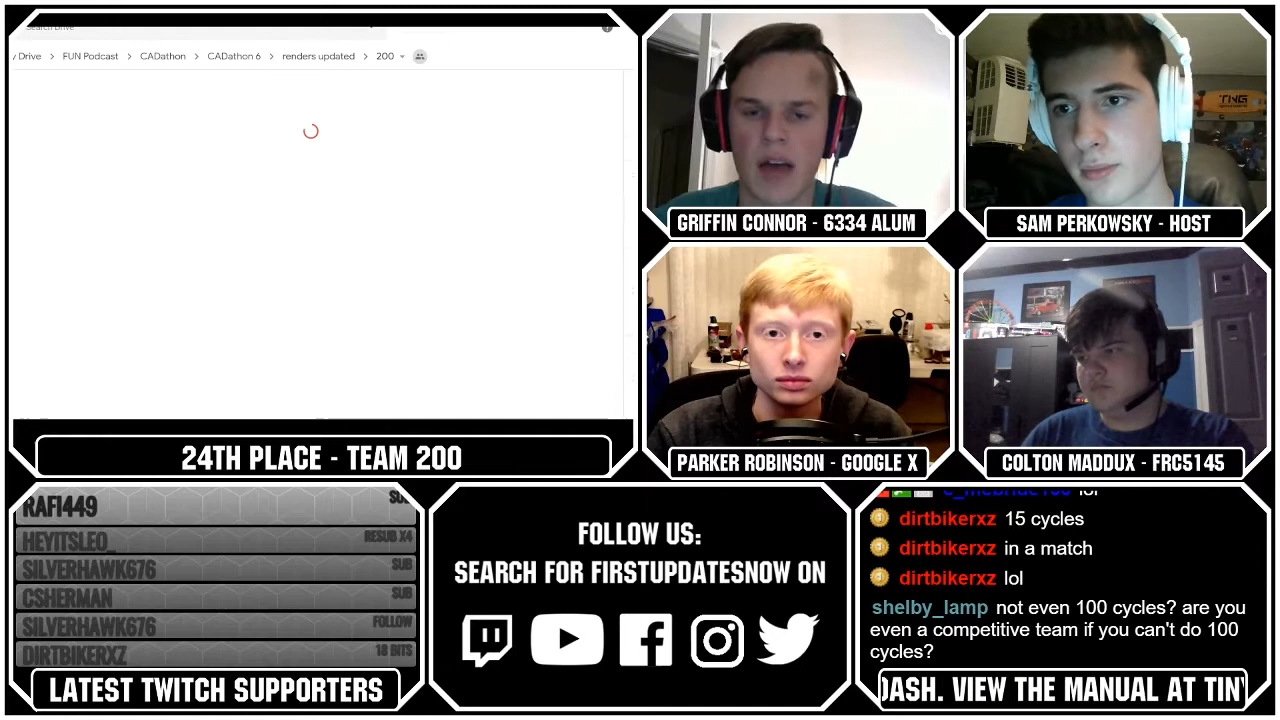 y Drive > FUN Podcast > CADathon > CADathon 6 > renders updated > 200
24TH PLACE - TEAM 200
GRIFFIN CONNOR - 6334 ALUM
SAM PERKOWSKY - HOST
TNG
PARKER ROBINSON - GOOGLE X
COLTON MADDUX - FRC5145
RAFI449 SUB
HEYITSLEO_ RESUB X4
SILVERHAWK676 SUB
CSHERMAN SUB
SILVERHAWK676 FOLLOW
DIRTBIKERXZ 18 BITS
LATEST TWITCH SUPPORTERS
FOLLOW US:
SEARCH FOR FIRSTUPDATESNOW ON
dirtbikerxz 15 cycles
dirtbikerxz in a match
dirtbikerxz lol
shelby_lamp not even 100 cycles? are you
even a competitive team if you can't do 100
cycles?
DASH. VIEW THE MANUAL AT TIN